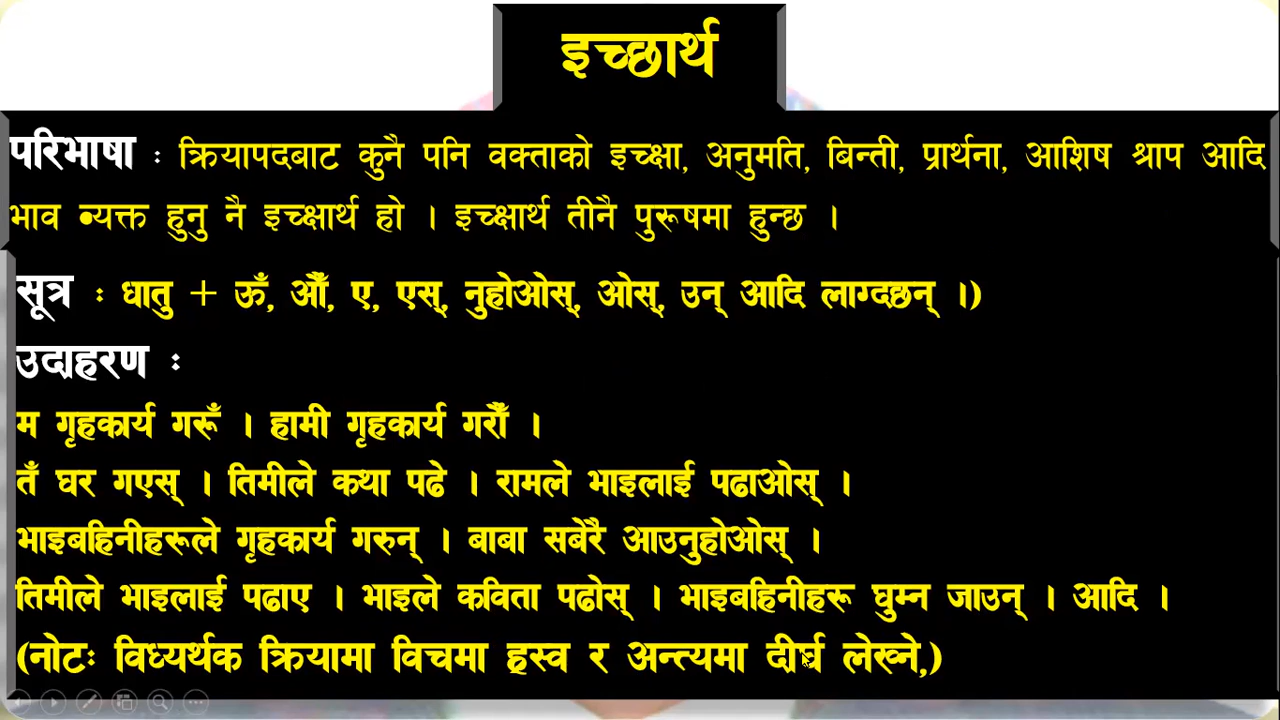 इच्छार्थ
परिभाषा : क्रियापदबाट कुनै पनि वक्ताको इच्क्षा, अनुमति, बिन्ती, प्रार्थना, आशिष श्राप आदि
भाव व्यक्त हुनु नै इच्क्षार्थ हो । इच्क्षार्थ तीनै पुरूषमा हुन्छ ।
सूत्र : धातु + ऊँ, औँ, ए, एस्, नुहोओस्, ओस्, उन् आदि लाग्दछन् ।)
उदाहरण :
म गृहकार्य गरूँ । हामी गृहकार्य गरौँ ।
तँ घर गएस् । तिमीले कथा पढे । रामले भाइलाई पढाओस् ।
भाइबहिनीहरूले गृहकार्य गरुन् । बाबा सबेरै आउनुहोओस् ।
तिमीले भाइलाई पढाए । भाइले कविता पढोस् । भाइबहिनीहरू घुम्न जाउन् । आदि ।
(नोटः विध्यर्थक क्रियामा विचमा ह्रस्व र अन्त्यमा दीर्घ लेख्ने,)